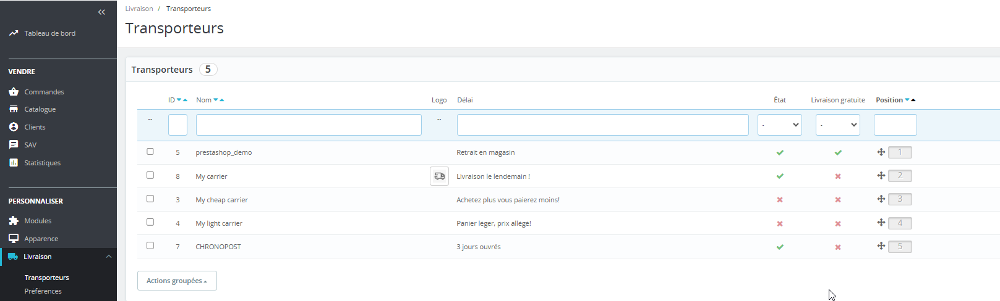 Livraison / Transporteurs
Transporteurs
Tableau de bord
VENDRE
Commandes
Catalogue
Clients
SAV
Statistiques
PERSONNALISER
Modules
Apparence
Livraison
Transporteurs
Préférences
Transporteurs 5
ID Nom Logo Délai État Livraison gratuite Position
-- -- - -
5 prestashop_demo Retrait en magasin 1
8 My carrier Livraison le lendemain ! 2
3 My cheap carrier Achetez plus vous paierez moins! 3
4 My light carrier Panier léger, prix allégé! 4
7 CHRONOPOST 3 jours ouvrés 5
Actions groupées